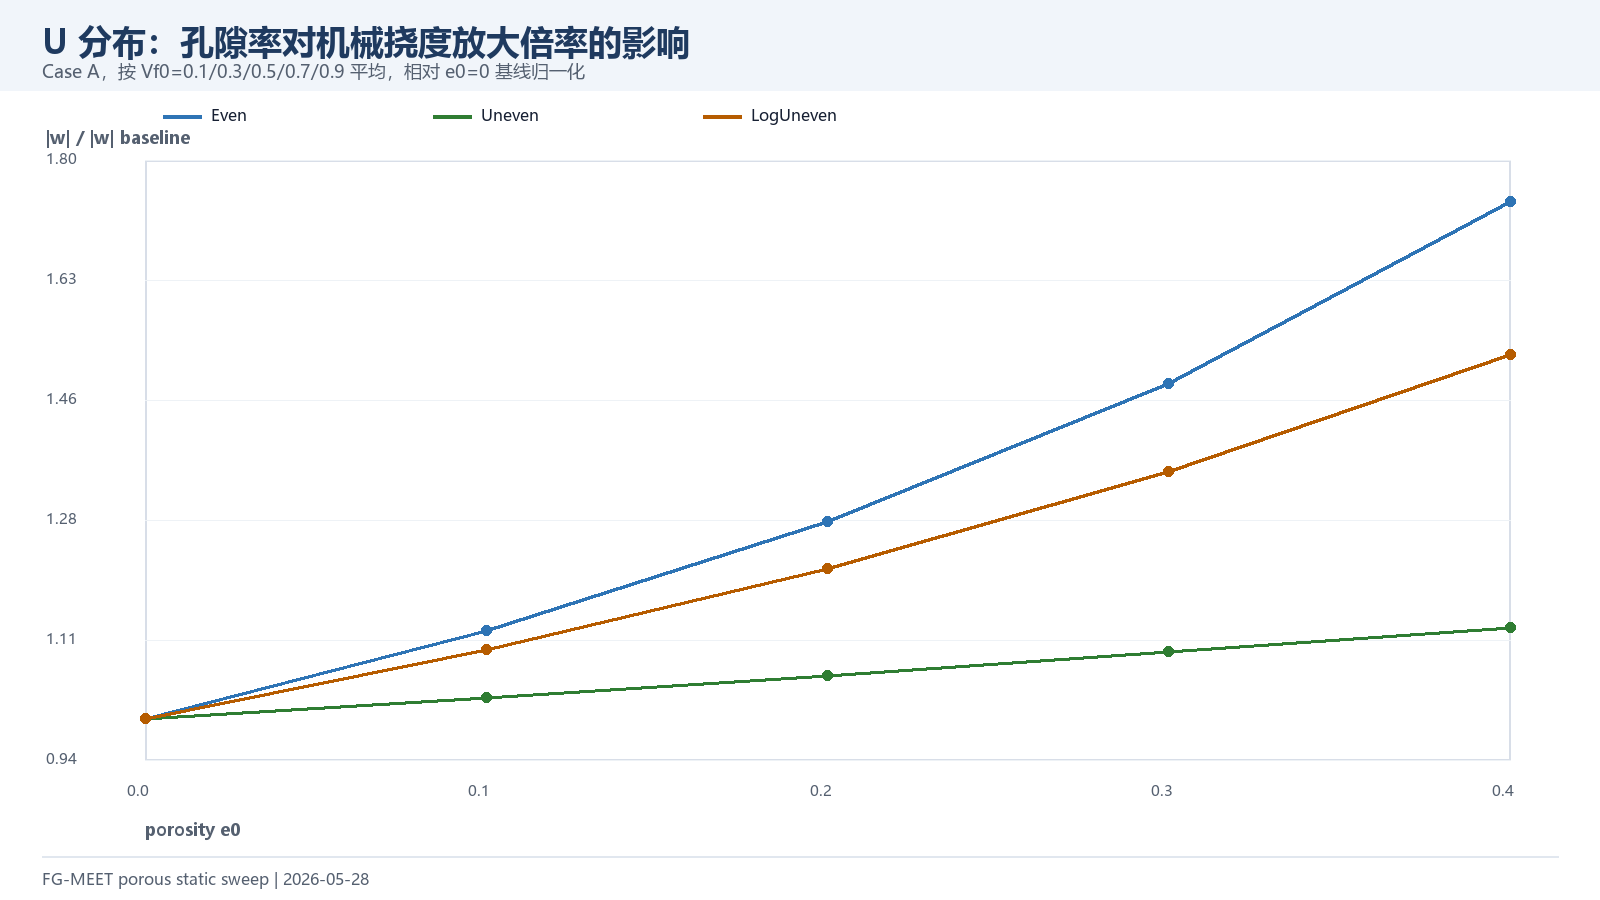 U 分布：孔隙率对机械挠度放大倍率的影响
Case A，按 Vf0=0.1/0.3/0.5/0.7/0.9 平均，相对 e0=0 基线归一化
Even Uneven LogUneven
|w| / |w| baseline
1.80
1.63
1.46
1.28
1.11
0.94
0.0 0.1 0.2 0.3 0.4
porosity e0
FG-MEET porous static sweep | 2026-05-28